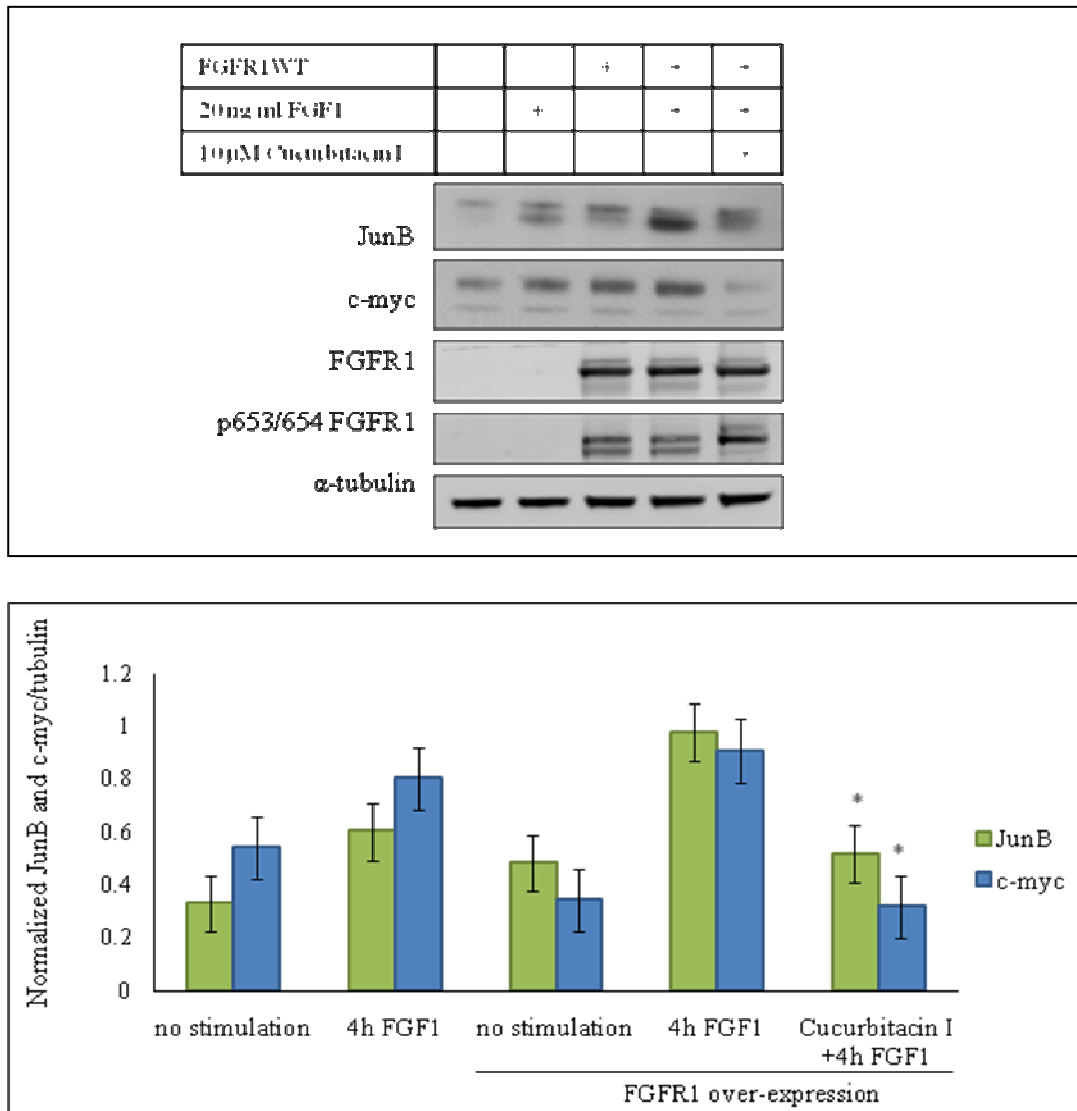 FGFR1WT + + + 
20ng ml FGF1 + + +
10µM Cucurbitacin I +
JunB
c-myc
FGFR1
p653/654 FGFR1
α-tubulin
Normalized JunB and c-myc/tubulin
1.2
1
0.8
0.6
0.4
0.2
0
* *
JunB
c-myc
no stimulation 4h FGF1 no stimulation 4h FGF1 Cucurbitacin I
+4h FGF1
FGFR1 over-expression